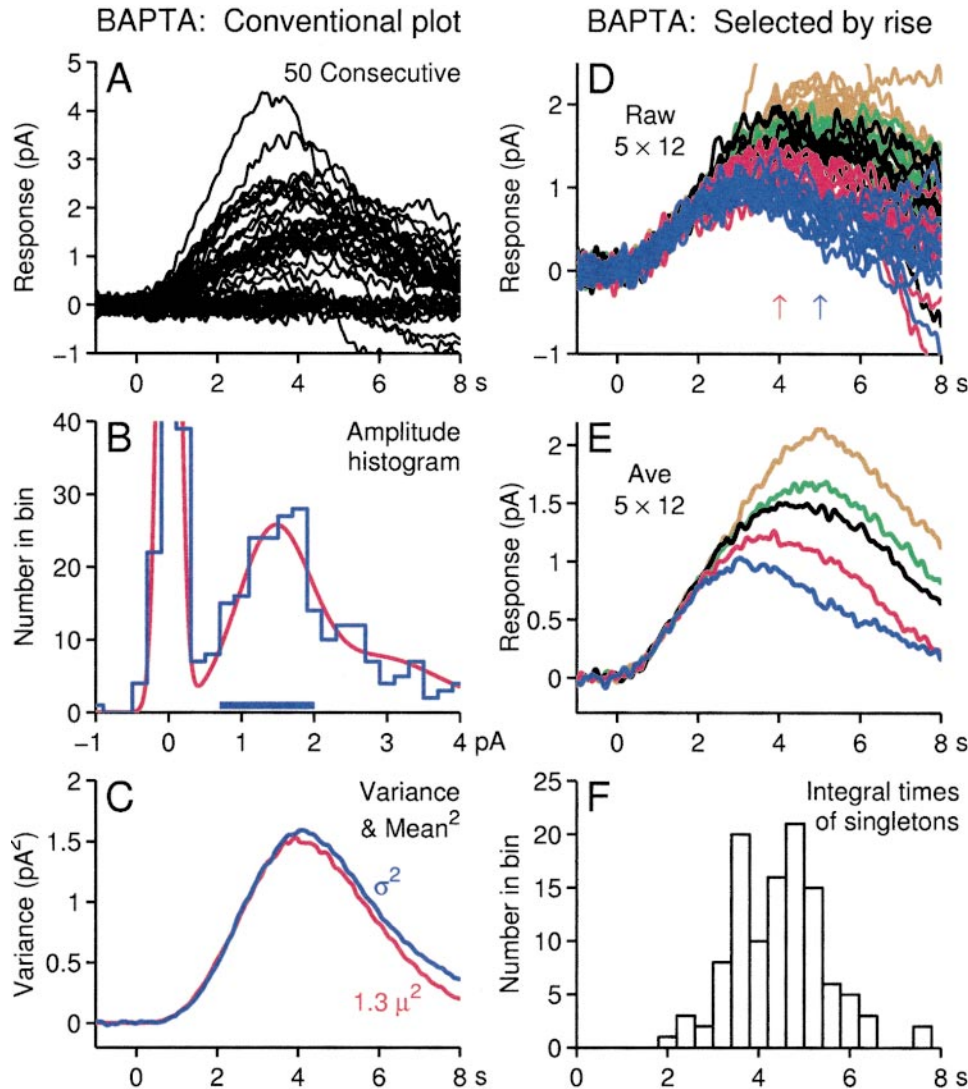 BAPTA: Conventional plot
A
50 Consecutive
Response (pA)
5
4
3
2
1
0
−1
0 2 4 6 8 s
B
Amplitude
histogram
Number in bin
40
30
20
10
0
−1 0 1 2 3 4 pA
C
Variance
& Mean²
Variance (pA²)
2
1.5
1
0.5
0
σ²
1.3 μ²
0 2 4 6 8 s
BAPTA: Selected by rise
D
Raw
5 × 12
Response (pA)
2
1
0
−1
↑ ↑
0 2 4 6 8 s
E
Ave
5 × 12
Response (pA)
2
1.5
1
0.5
0
0 2 4 6 8 s
F
Integral times
of singletons
Number in bin
25
20
15
10
5
0
0 2 4 6 8 s